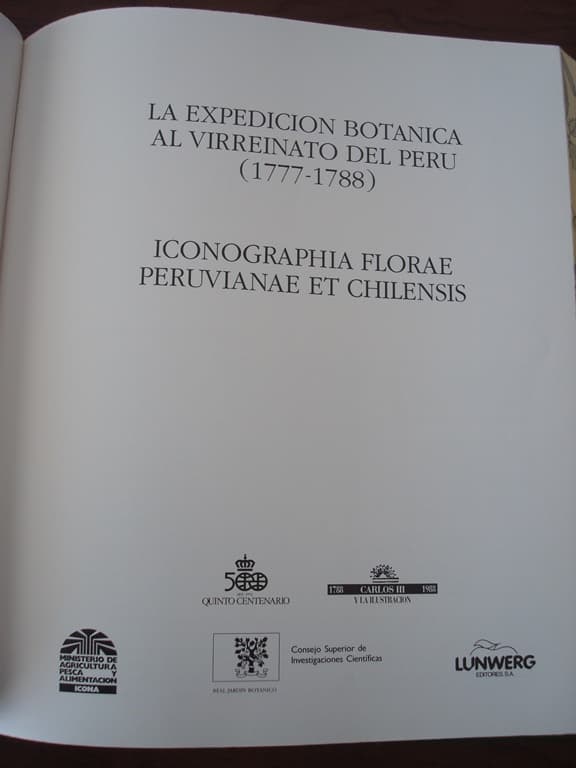 LA EXPEDICION BOTANICA
AL VIRREINATO DEL PERU
(1777-1788)
ICONOGRAPHIA FLORAE
PERUVIANAE ET CHILENSIS
500
QUINTO CENTENARIO
1788 CARLOS III 1988
Y LA ILUSTRACION
MINISTERIO DE
AGRICULTURA
PESCA Y
ALIMENTACION
ICONA
REAL JARDIN BOTANICO
Consejo Superior de
Investigaciones Científicas
LUNWERG
EDITORES, S.A.